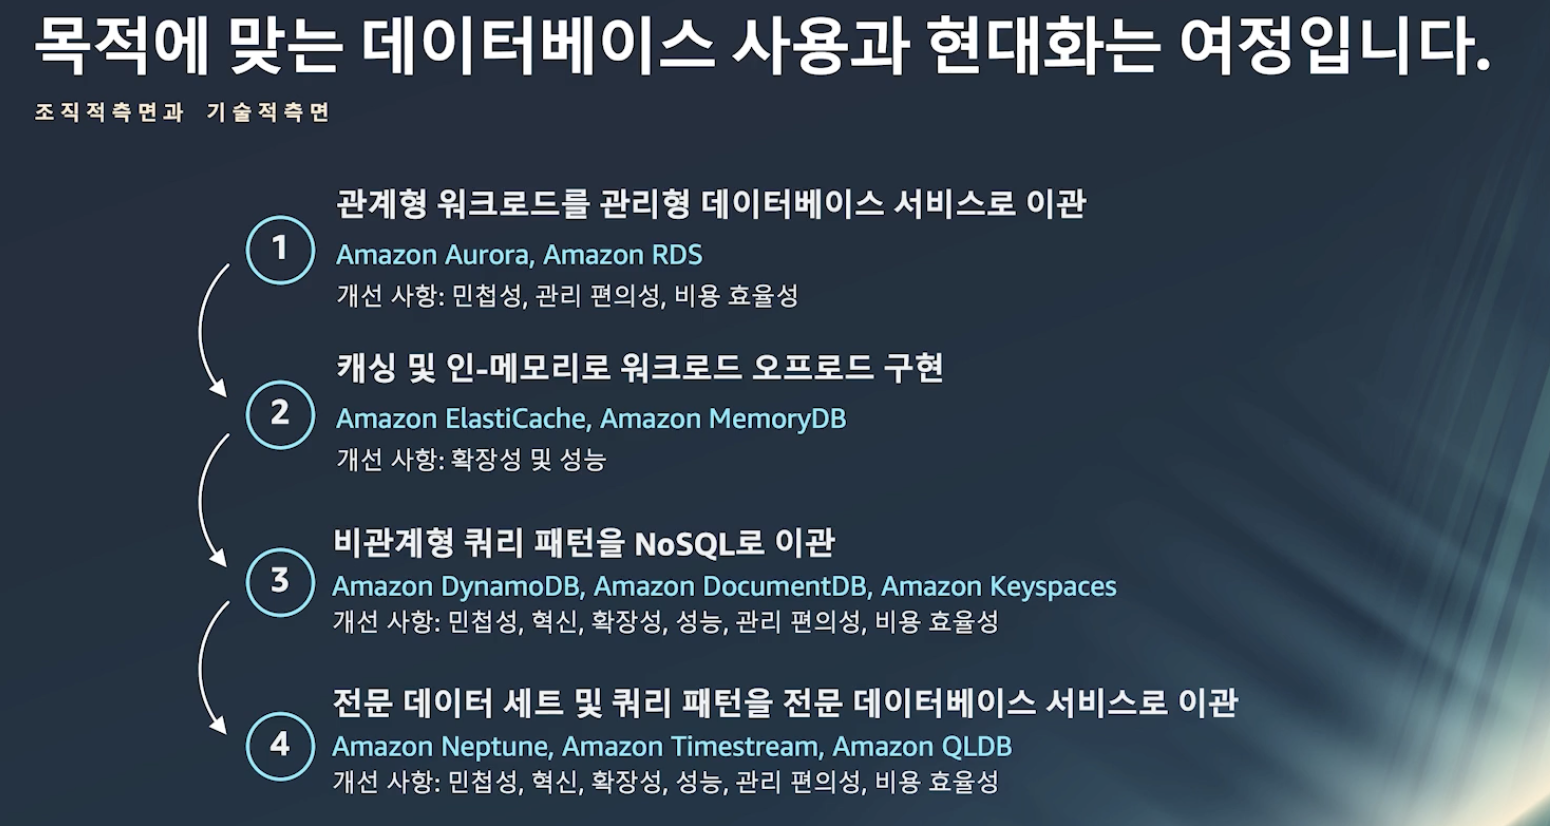 목적에 맞는 데이터베이스 사용과 현대화는 여정입니다.
조직적측면과 기술적측면
1
관계형 워크로드를 관리형 데이터베이스 서비스로 이관
Amazon Aurora, Amazon RDS
개선 사항: 민첩성, 관리 편의성, 비용 효율성
2
캐싱 및 인-메모리로 워크로드 오프로드 구현
Amazon ElastiCache, Amazon MemoryDB
개선 사항: 확장성 및 성능
3
비관계형 쿼리 패턴을 NoSQL로 이관
Amazon DynamoDB, Amazon DocumentDB, Amazon Keyspaces
개선 사항: 민첩성, 혁신, 확장성, 성능, 관리 편의성, 비용 효율성
4
전문 데이터 세트 및 쿼리 패턴을 전문 데이터베이스 서비스로 이관
Amazon Neptune, Amazon Timestream, Amazon QLDB
개선 사항: 민첩성, 혁신, 확장성, 성능, 관리 편의성, 비용 효율성